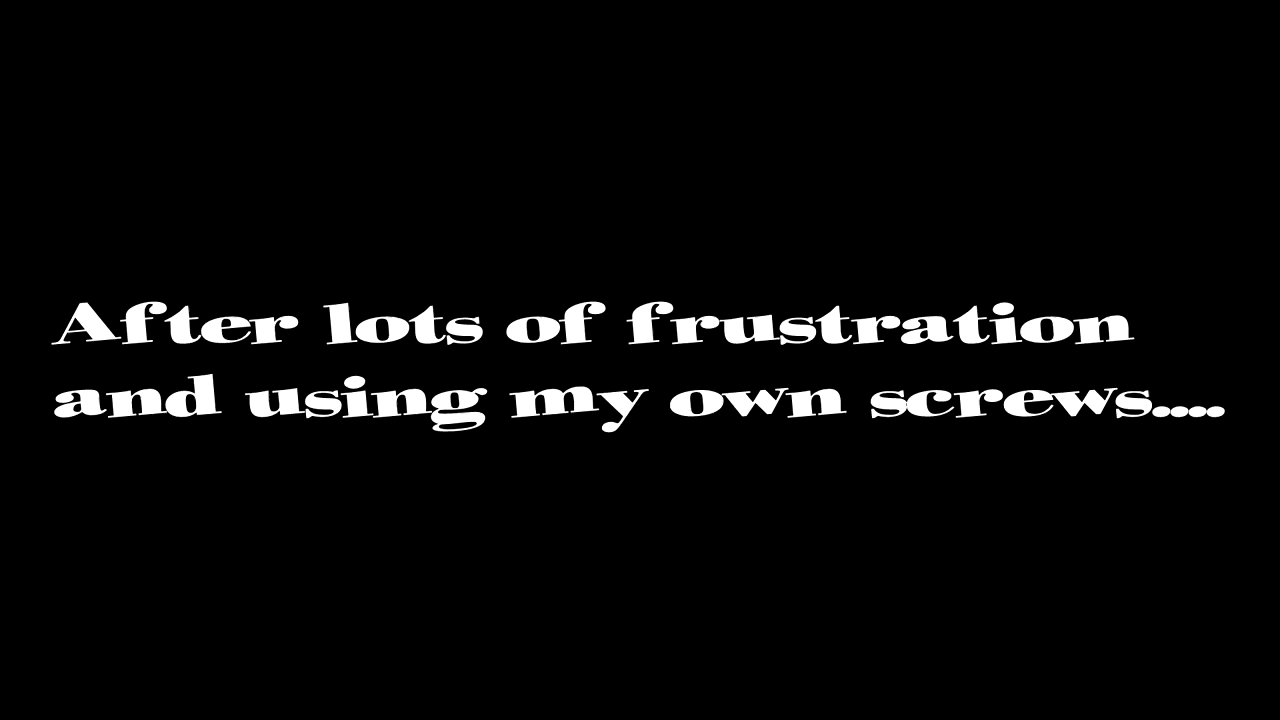 After lots of frustration
and using my own screws....